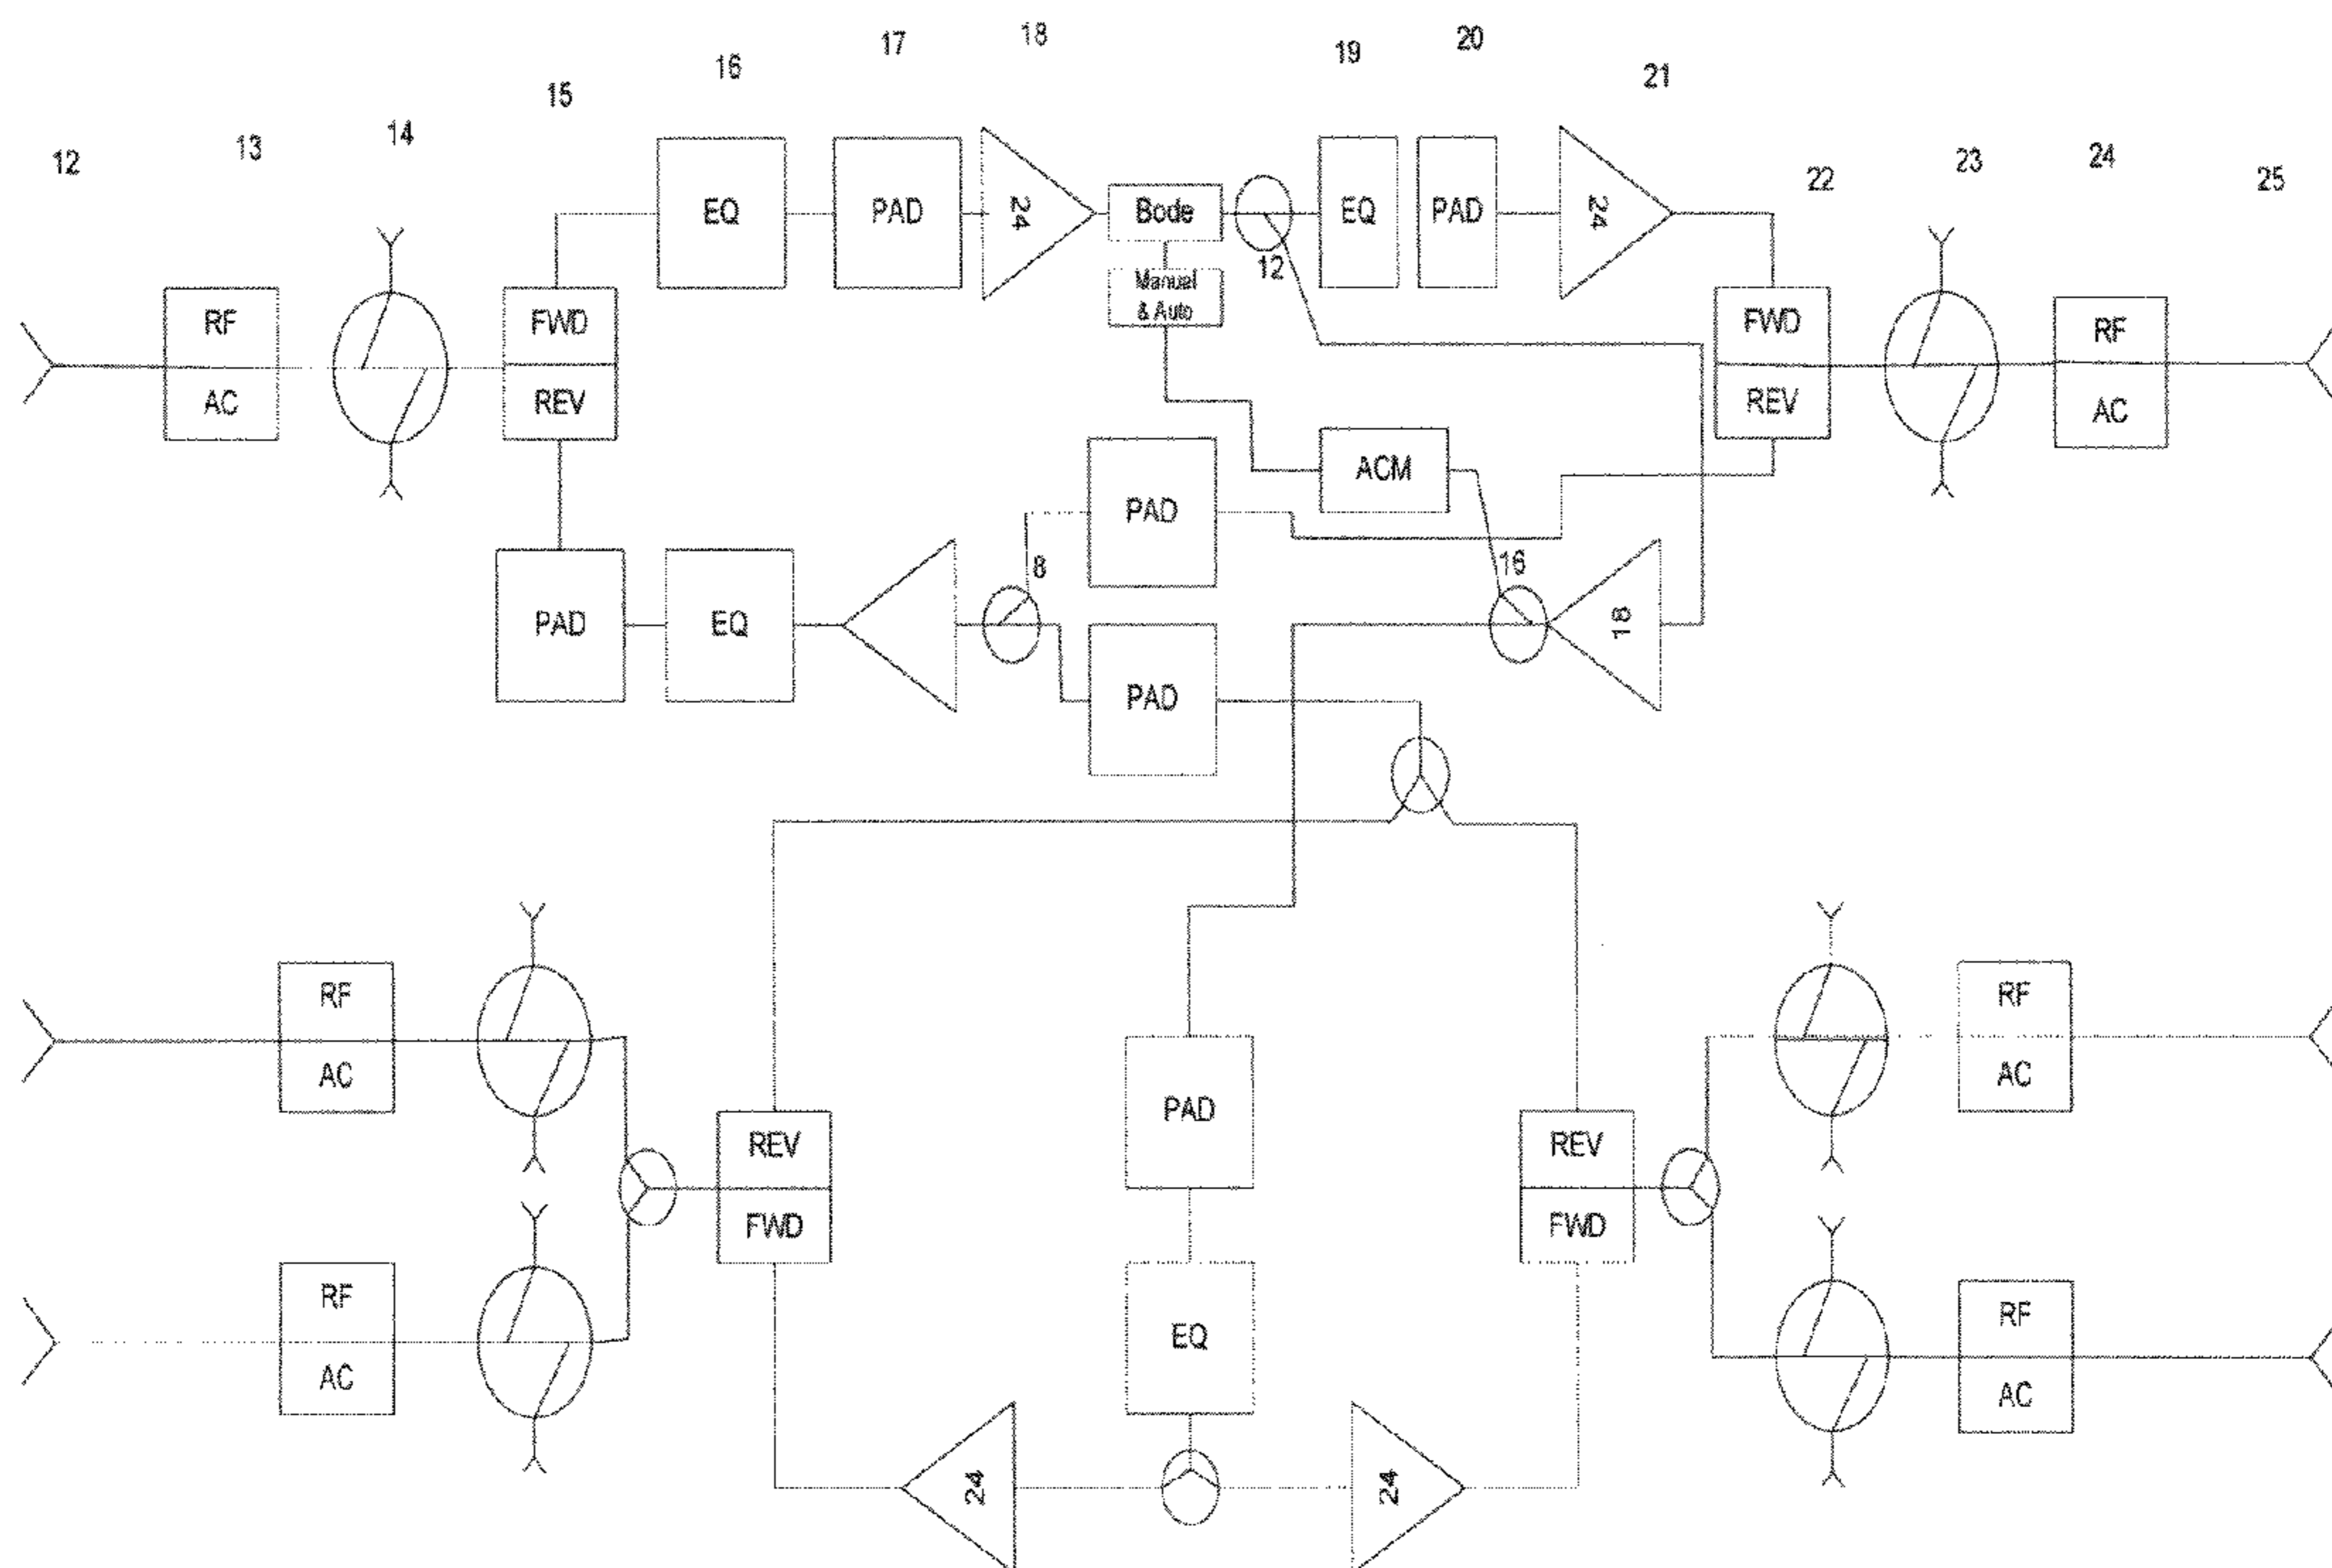 12
13
14
15
16
17
18
19
20
21
22
23
24
25
EQ
PAD
24
Bode
12
EQ
PAD
24
Manual
& Auto
RF
AC
FWD
REV
FWD
REV
RF
AC
ACM
PAD
8
16
PAD
EQ
18
PAD
RF
AC
RF
AC
REV
FWD
PAD
REV
FWD
RF
AC
RF
AC
EQ
24
24